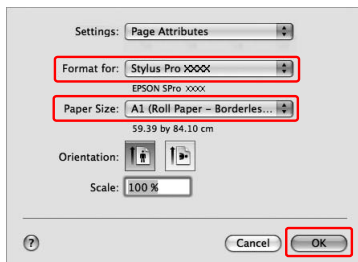 Settings: Page Attributes
Format for: Stylus Pro XXXX
EPSON SPro XXXX
Paper Size: A1 (Roll Paper – Borderles...
59.39 by 84.10 cm
Orientation:
Scale: 100 %
? Cancel OK